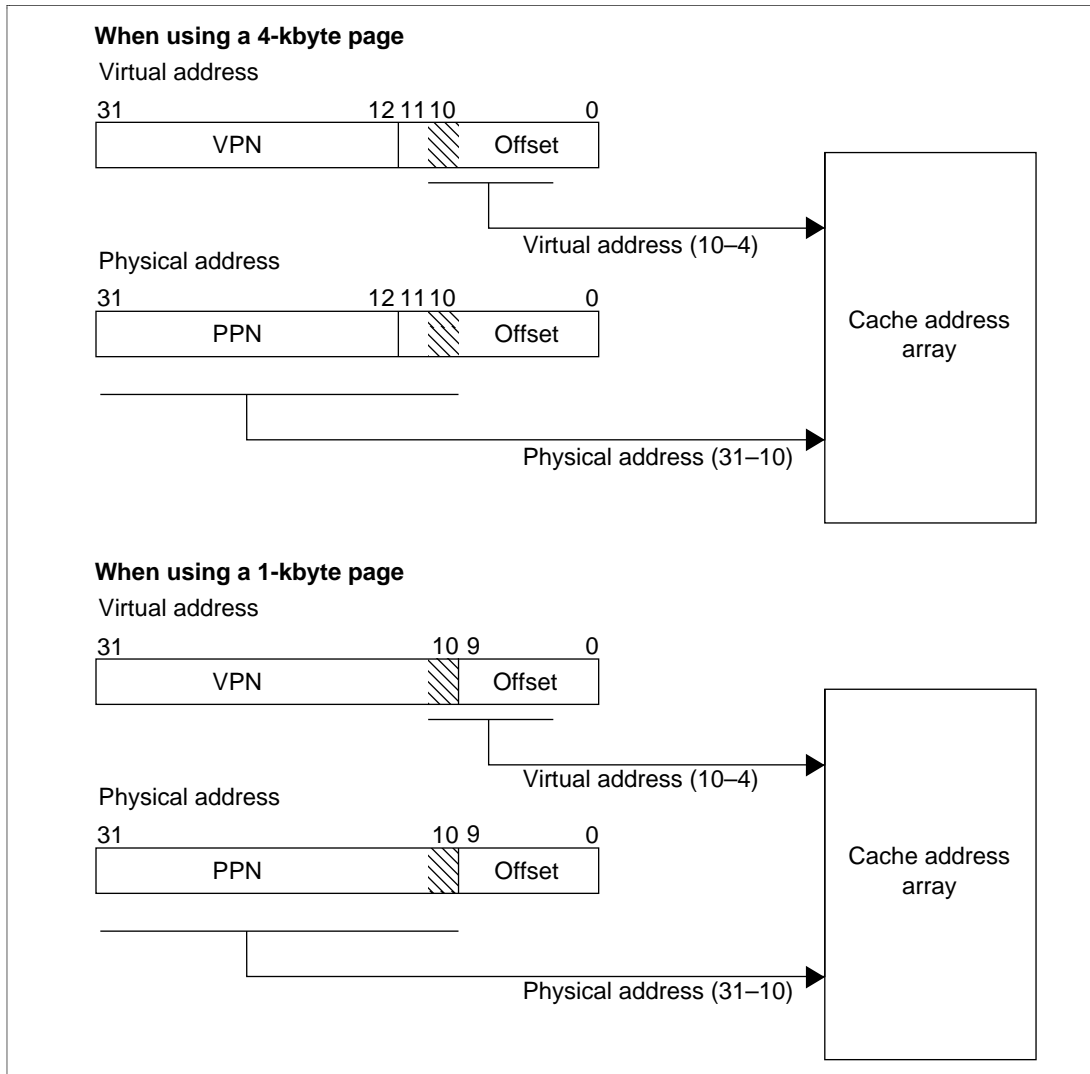 When using a 4-kbyte page
Virtual address
31 12 11 10 0
VPN Offset
Virtual address (10–4)
Physical address
31 12 11 10 0
PPN Offset
Cache address
array
Physical address (31–10)
When using a 1-kbyte page
Virtual address
31 10 9 0
VPN Offset
Virtual address (10–4)
Physical address
31 10 9 0
PPN Offset
Cache address
array
Physical address (31–10)